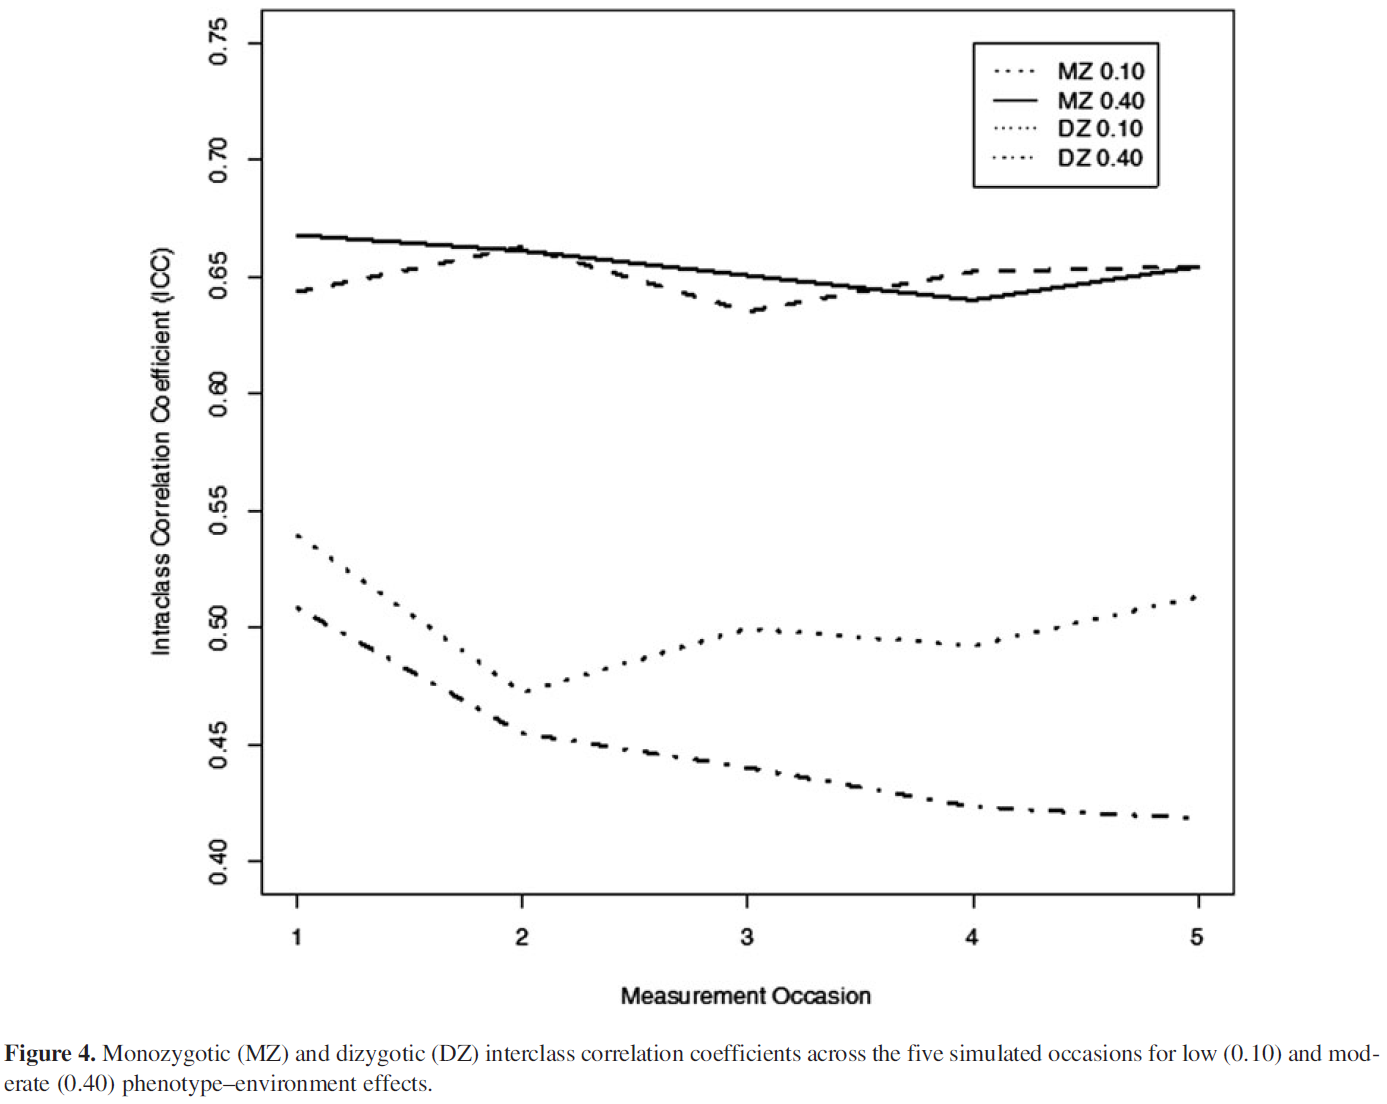 0.75
0.70
0.65
0.60
0.55
0.50
0.45
0.40
Intraclass Correlation Coefficient (ICC)
MZ 0.10
MZ 0.40
DZ 0.10
DZ 0.40
1 2 3 4 5
Measurement Occasion
Figure 4. Monozygotic (MZ) and dizygotic (DZ) interclass correlation coefficients across the five simulated occasions for low (0.10) and mod-
erate (0.40) phenotype–environment effects.